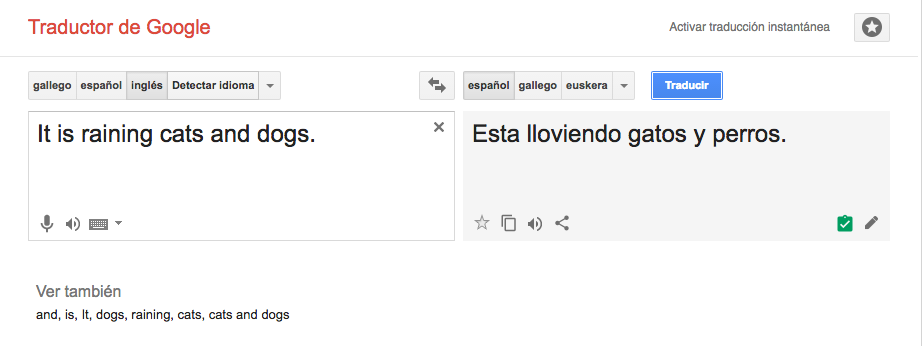 Traductor de Google
Activar traducción instantánea
gallego español inglés Detectar idioma
español gallego euskera Traducir
It is raining cats and dogs.
Esta lloviendo gatos y perros.
Ver también
and, is, It, dogs, raining, cats, cats and dogs